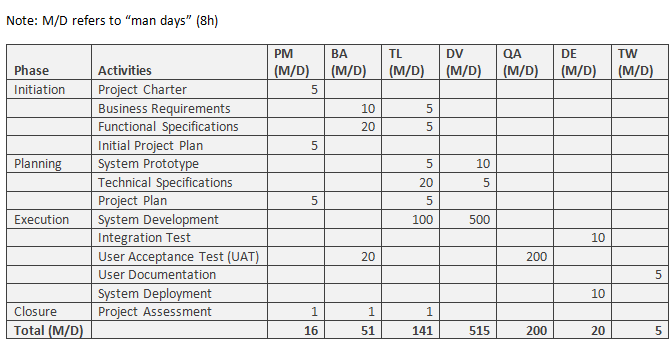 Note: M/D refers to “man days” (8h)
PM BA TL DV QA DE TW
Phase Activities (M/D) (M/D) (M/D) (M/D) (M/D) (M/D) (M/D)
Initiation Project Charter 5
Business Requirements 10 5
Functional Specifications 20 5
Initial Project Plan 5
Planning System Prototype 5 10
Technical Specifications 20 5
Project Plan 5 5
Execution System Development 100 500
Integration Test 10
User Acceptance Test (UAT) 20 200
User Documentation 5
System Deployment 10
Closure Project Assessment 1 1 1
Total (M/D) 16 51 141 515 200 20 5